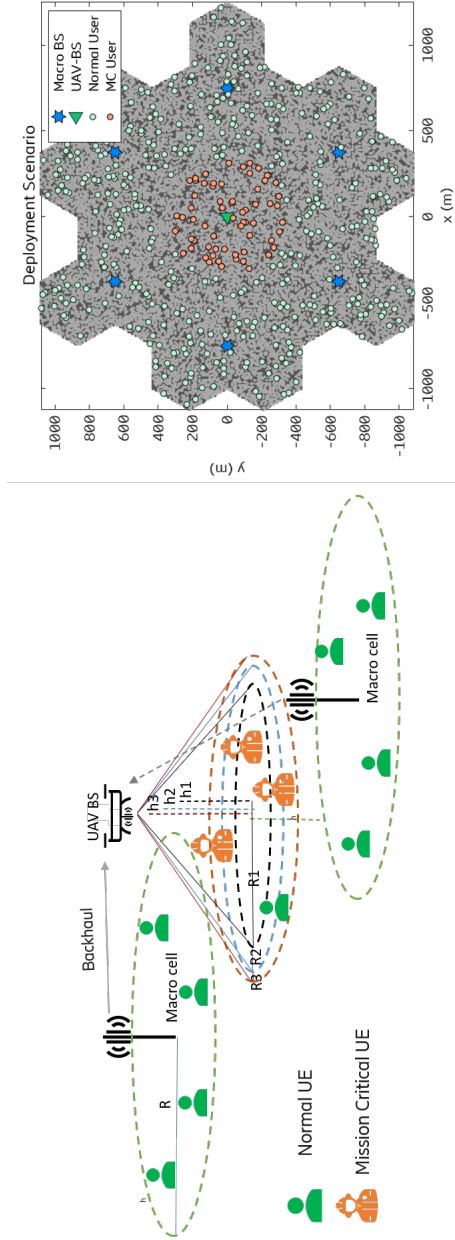 UAV BS
Backhaul
h3
h2
h1
Macro cell
R
h
R1
R2
R3
h
Macro cell
Normal UE
Mission Critical UE
Deployment Scenario
Macro BS
UAV-BS
Normal User
MC User
y (m)
1000
800
600
400
200
0
-200
-400
-600
-800
-1000
-1000
-500
0
500
1000
x (m)